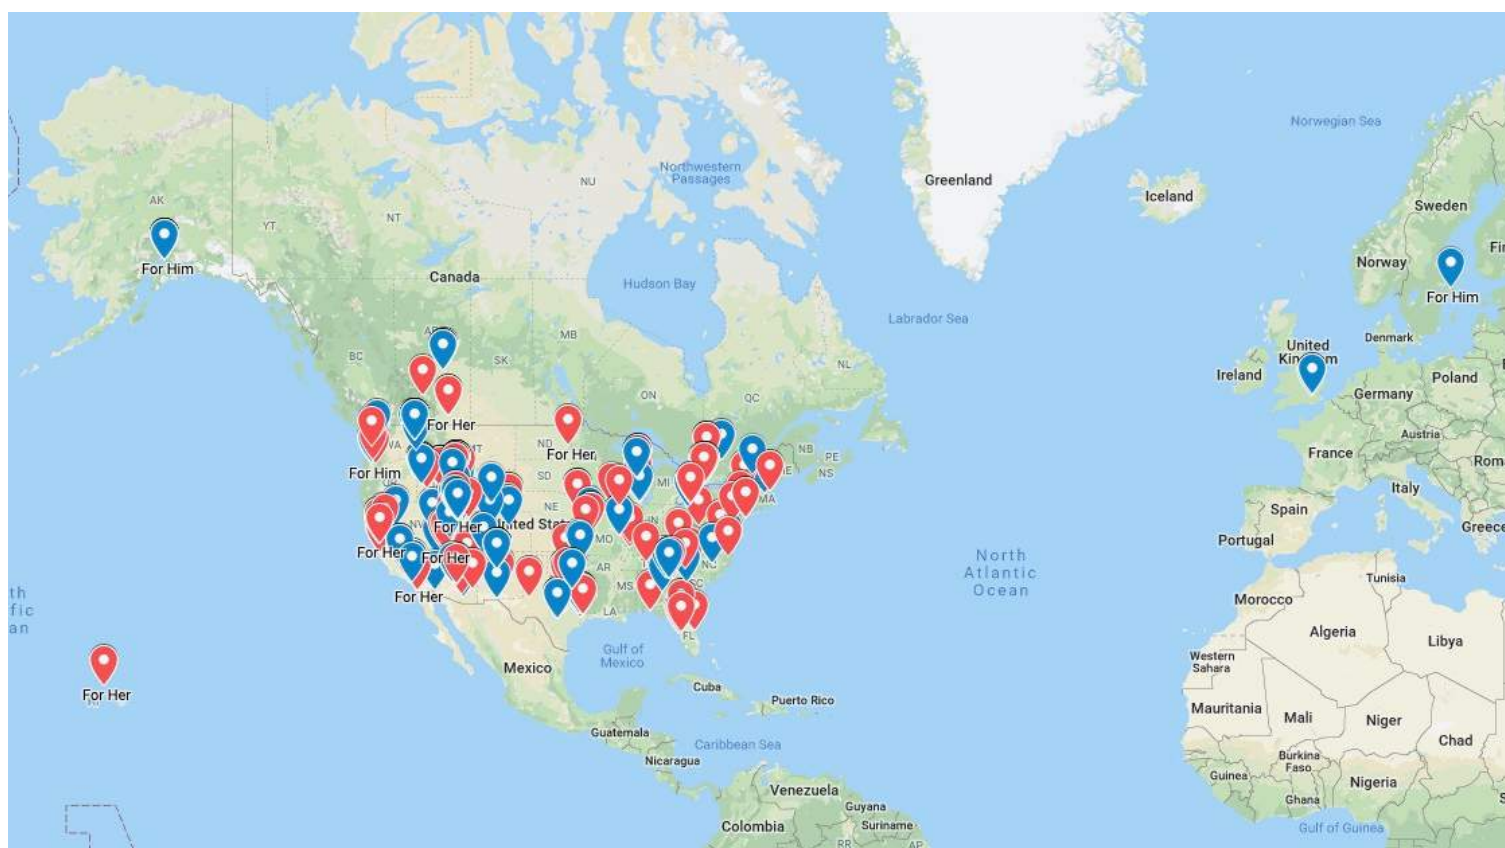 Norwegian Sea
Northwestern
Passages
NU
Greenland
Iceland
AK
YT
NT
Sweden
For Him
Canada
Hudson Bay
Norway
For Him
Labrador Sea
MB
BC
SK
NL
Denmark
United
Ireland
Poland
Germany
ON
QC
For Her
ND
For Her
NB
PE
NS
Austria
France
For Him
SD
MI
MA
Italy
Spain
NE
For Her
MO
Portugal
For Her
For Her
AR
MS
SC
North
Atlantic
Ocean
Tunisia
For Her
LA
Morocco
FL
Algeria
Libya
Gulf of
Mexico
Mexico
Western
Sahara
For Her
Cuba
Puerto Rico
Mauritania
Mali
Niger
Chad
Guatemala
Caribbean Sea
Nicaragua
Burkina
Faso
Guinea
Nigeria
Venezuela
Guyana
Ghana
Colombia
Suriname
Gulf of Guinea
RR
AP